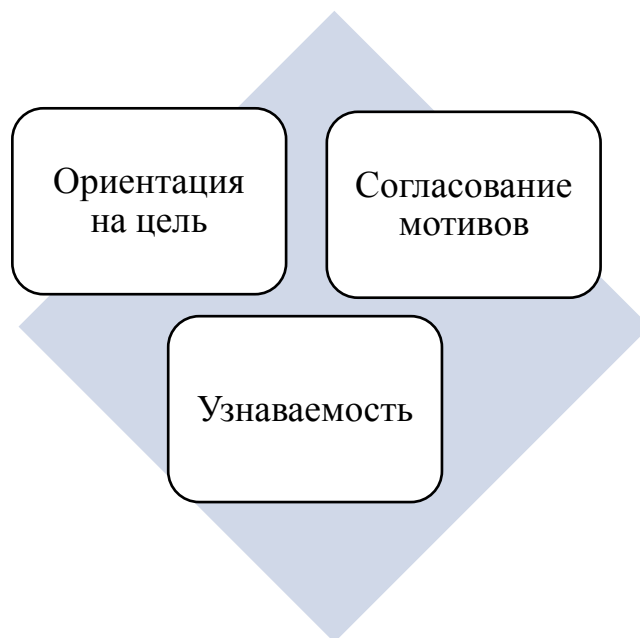 Ориентация
на цель
Согласование
мотивов
Узнаваемость